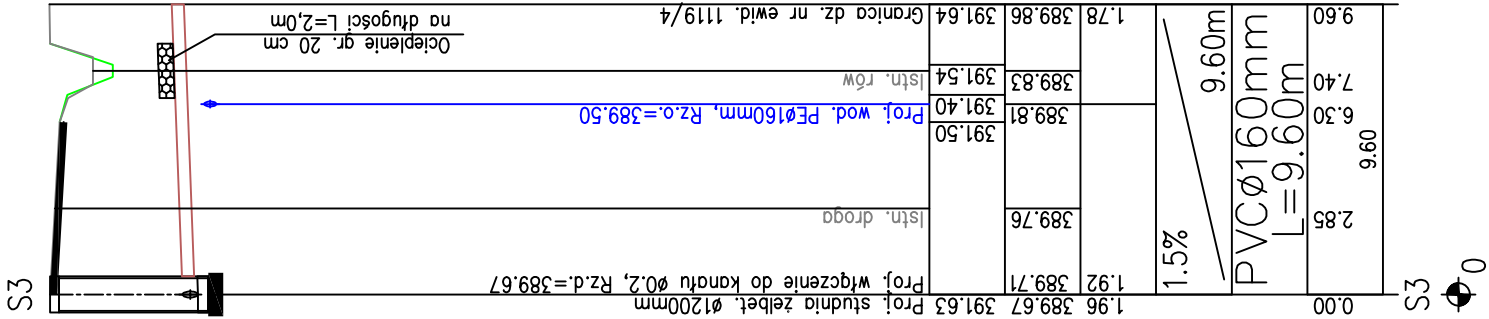 S3
Ocieplenie gr. 20 cm
na długości L=2,0m
Granica dz. nr ewid. 1119/4
391.64
389.86
1.78
9.60
Istn. rów
391.54
389.83
7.40
Proj. wod. PEø160mm, Rz.o.=389.50
391.40
389.81
6.30
391.50
Istn. droga
389.76
2.85
Proj. włączenie do kanału ø0.2, Rz.d.=389.67
389.71
1.92
Proj. studnia żelbet. ø1200mm
391.63
389.67
1.96
0.00
1.5%
9.60m
PVCø160mm
L=9.60m
9.60
S3
0